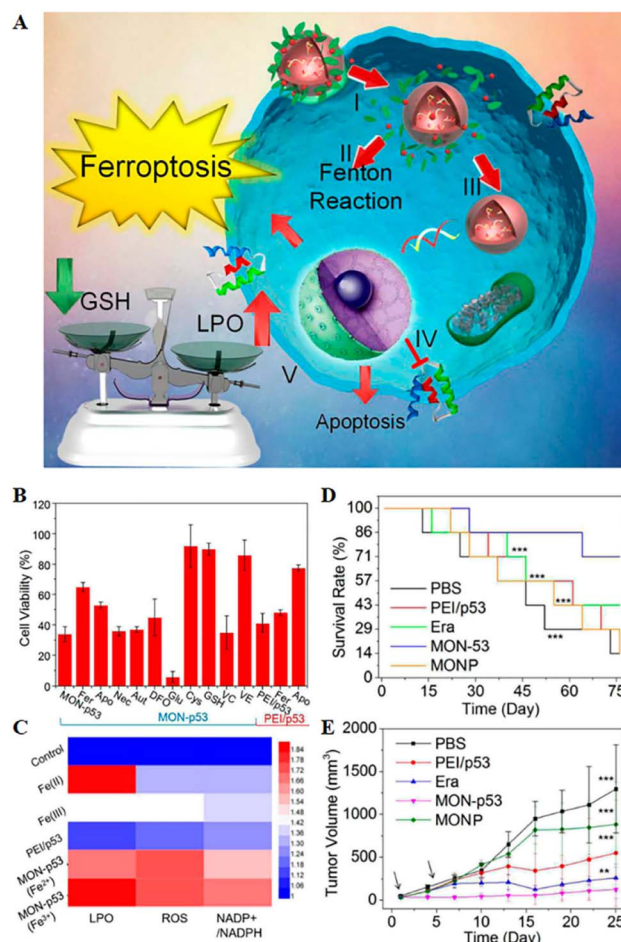 A
I
II
Fenton
Reaction
III
Ferroptosis
GSH
LPO
IV
V
Apoptosis
B
Cell Viability (%)
120
100
80
60
40
20
0
MON-p53
Fer
Apo
Nec
Aut
DFO
Glu
Cys
GSH
VC
VE
PEI/p53
Fer
Apo
MON-p53
PEI/p53
C
Control
Fe(II)
Fe(III)
PEI/p53
MON-p53
(Fe²⁺)
MON-p53
(Fe³⁺)
LPO
ROS
NADP+
/NADPH
1.84
1.78
1.72
1.66
1.60
1.54
1.48
1.42
1.36
1.30
1.24
1.18
1.12
1.06
1
D
Survival Rate (%)
100
86
71
57
43
28
14
0
PBS
PEI/p53
Era
MON-53
MONP
***
***
***
***
0
15
30
45
60
75
Time (Day)
E
Tumor Volume (mm³)
2000
1500
1000
500
0
PBS
PEI/p53
Era
MON-p53
MONP
***
***
***
**
0
5
10
15
20
25
Time (Day)